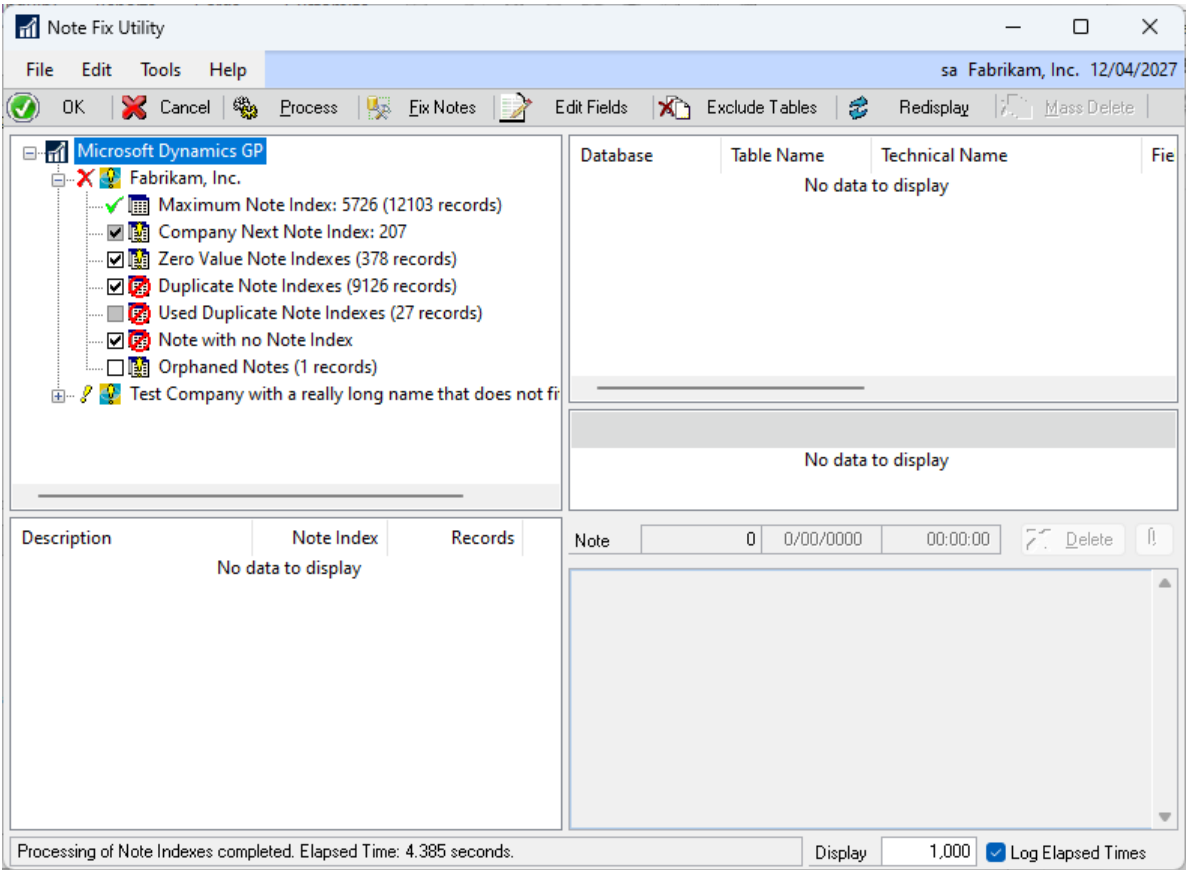 Note Fix Utility
File Edit Tools Help sa Fabrikam, Inc. 12/04/2027
OK Cancel Process Fix Notes Edit Fields Exclude Tables Redisplay Mass Delete
Microsoft Dynamics GP
Fabrikam, Inc.
Maximum Note Index: 5726 (12103 records)
Company Next Note Index: 207
Zero Value Note Indexes (378 records)
Duplicate Note Indexes (9126 records)
Used Duplicate Note Indexes (27 records)
Note with no Note Index
Orphaned Notes (1 records)
Test Company with a really long name that does not fi
Database Table Name Technical Name Fie
No data to display
No data to display
Description Note Index Records
No data to display
Note 0 0/00/0000 00:00:00 Delete
Processing of Note Indexes completed. Elapsed Time: 4.385 seconds. Display 1,000 Log Elapsed Times